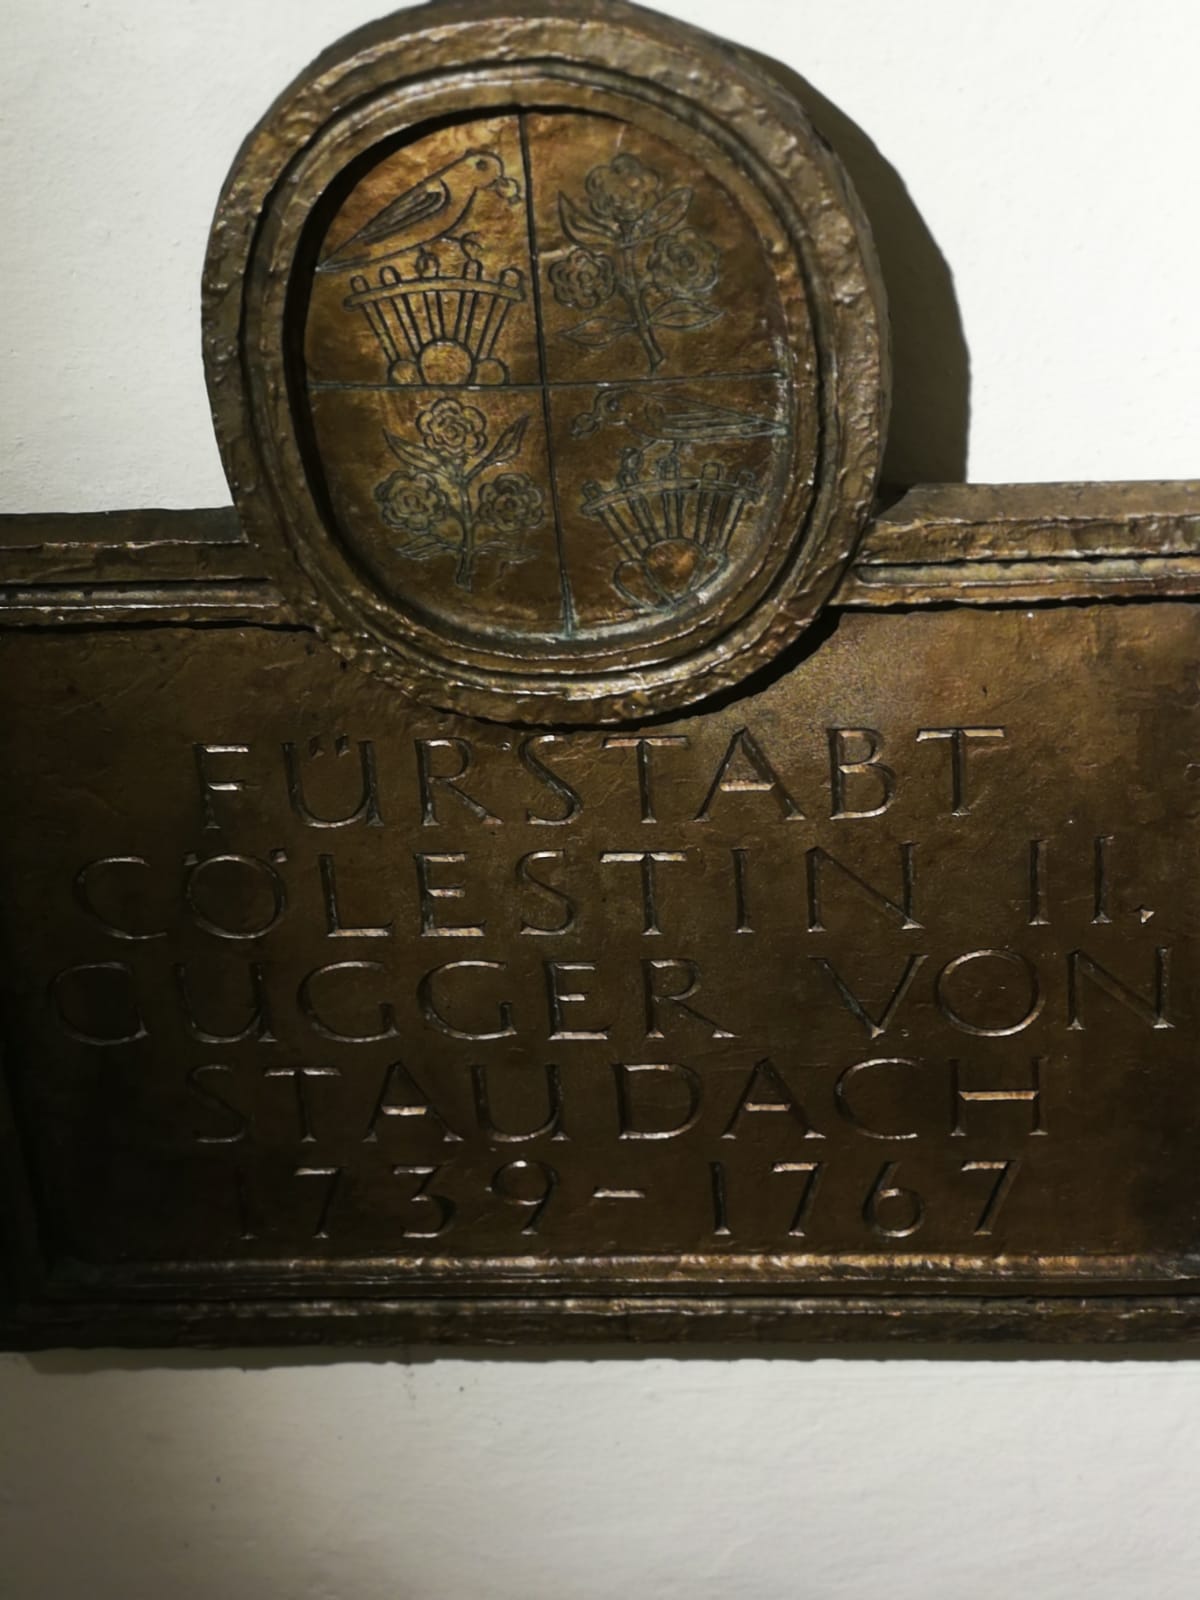 FÜRSTABT
CÖLESTIN II.
GUGGER VON
STAUDACH
1739-1767